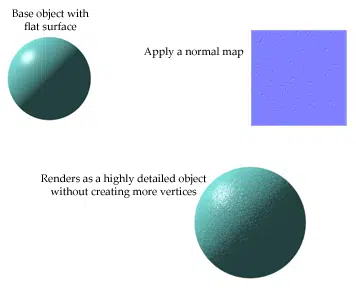 Base object with
flat surface
Apply a normal map
Renders as a highly detailed object
without creating more vertices